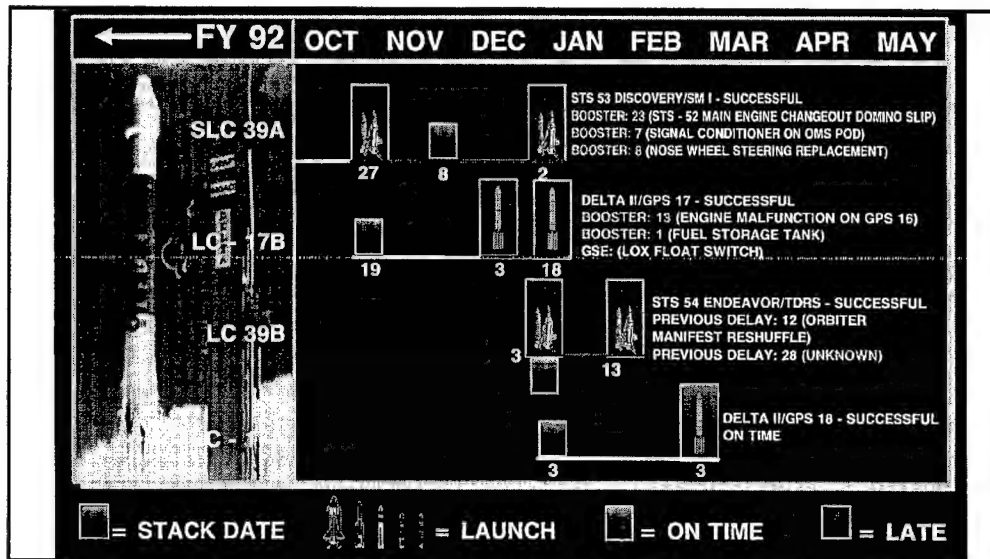 FY 92 OCT NOV DEC JAN FEB MAR APR MAY
SLC 39A
27 8 2
STS 53 DISCOVERY/SM I - SUCCESSFUL
BOOSTER: 23 (STS - 52 MAIN ENGINE CHANGEOUT DOMINO SLIP)
BOOSTER: 7 (SIGNAL CONDITIONER ON OMS POD)
BOOSTER: 8 (NOSE WHEEL STEERING REPLACEMENT)
LC - 17B
19 3 18
DELTA II/GPS 17 - SUCCESSFUL
BOOSTER: 13 (ENGINE MALFUNCTION ON GPS 16)
BOOSTER: 1 (FUEL STORAGE TANK)
GSE: (LOX FLOAT SWITCH)
LC 39B
3 13
STS 54 ENDEAVOR/TDRS - SUCCESSFUL
PREVIOUS DELAY: 12 (ORBITER
MANIFEST RESHUFFLE)
PREVIOUS DELAY: 28 (UNKNOWN)
3 3
DELTA II/GPS 18 - SUCCESSFUL
ON TIME
= STACK DATE = LAUNCH = ON TIME = LATE